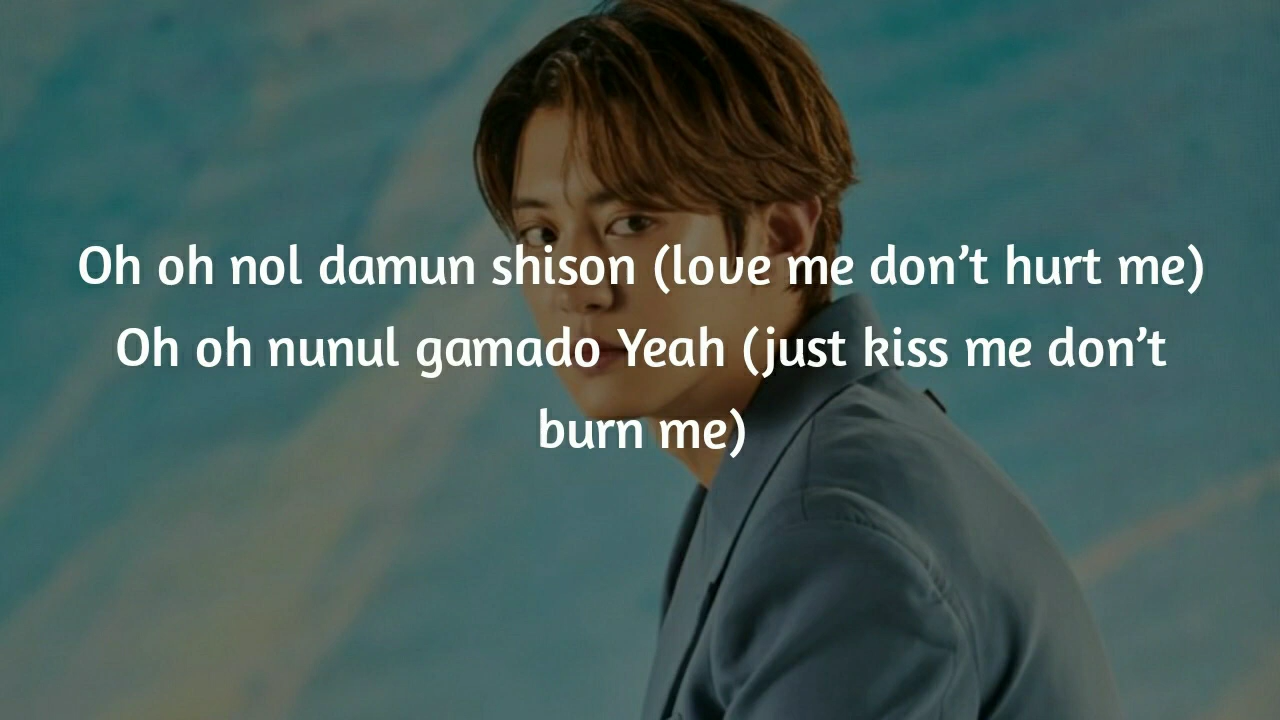 Oh oh nol damun shison (love me don’t hurt me)
Oh oh nunul gamado Yeah (just kiss me don’t
burn me)